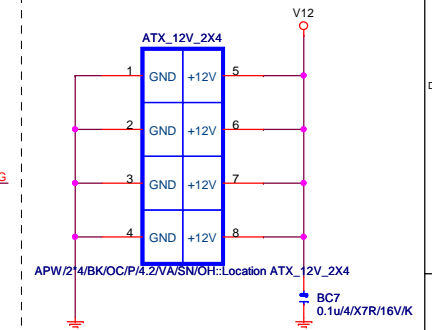 V12
ATX_12V_2X4
1 GND +12V 5
2 GND +12V 6
3 GND +12V 7
4 GND +12V 8
APW/2*4/BK/OC/P/4.2/VA/SN/OH::Location ATX_12V_2X4
BC7
0.1u/4/X7R/16V/K
G